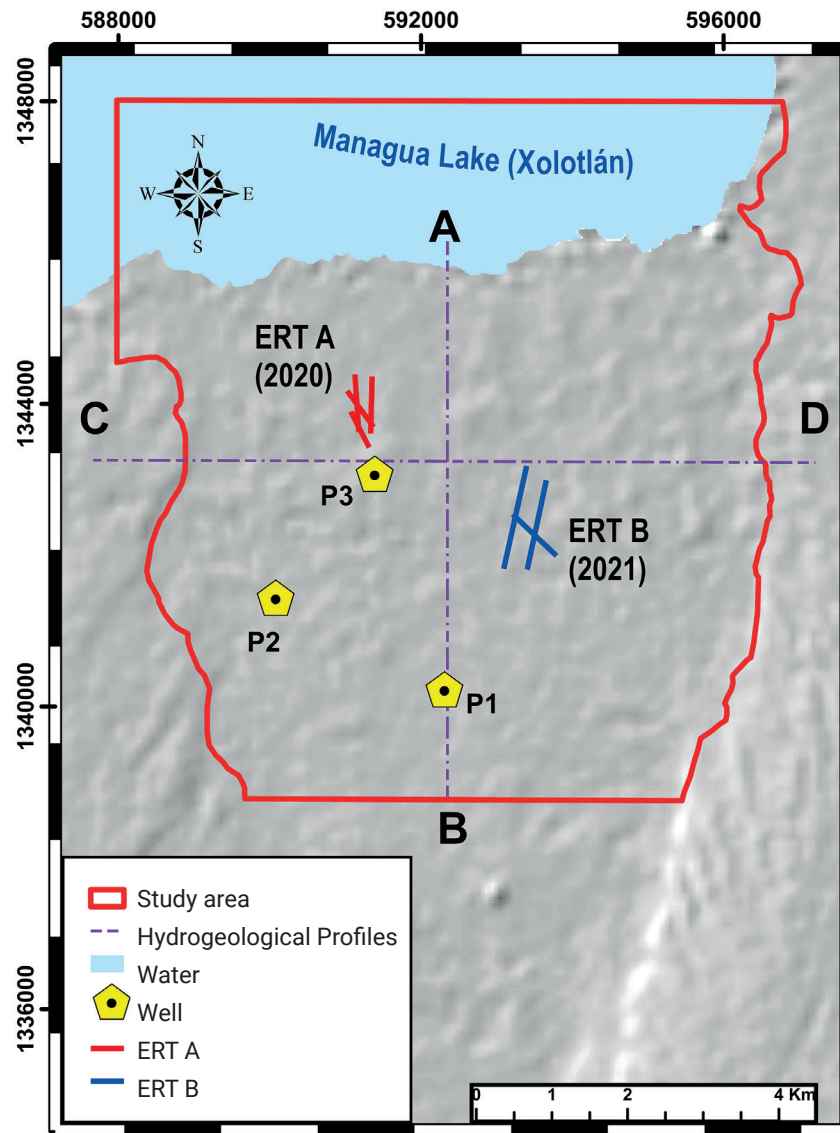 588000 592000 596000
1348000
Managua Lake (Xolotlán)
N
W E
S
A
ERT A
(2020)
1344000
C D
P3
ERT B
(2021)
P2
P1
1340000
B
Study area
Hydrogeological Profiles
Water
Well
ERT A
ERT B
1336000
0 1 2 4 Km